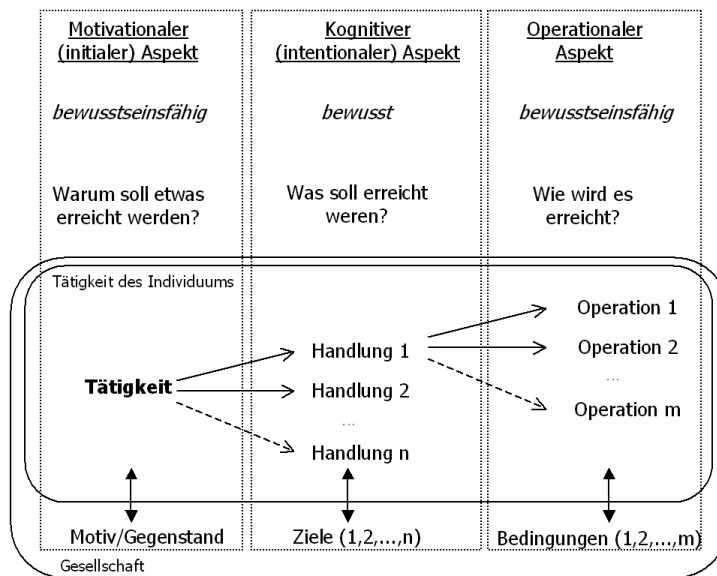 Motivationaler
(initialer) Aspekt
bewusstseinsfähig
Warum soll etwas
erreicht werden?
Kognitiver
(intentionaler) Aspekt
bewusst
Was soll erreicht
weren?
Operationaler
Aspekt
bewusstseinsfähig
Wie wird es
erreicht?
Tätigkeit des Individuums
Tätigkeit
Handlung 1
Handlung 2
...
Handlung n
Operation 1
Operation 2
...
Operation m
Motiv/Gegenstand
Ziele (1,2,...,n)
Bedingungen (1,2,...,m)
Gesellschaft